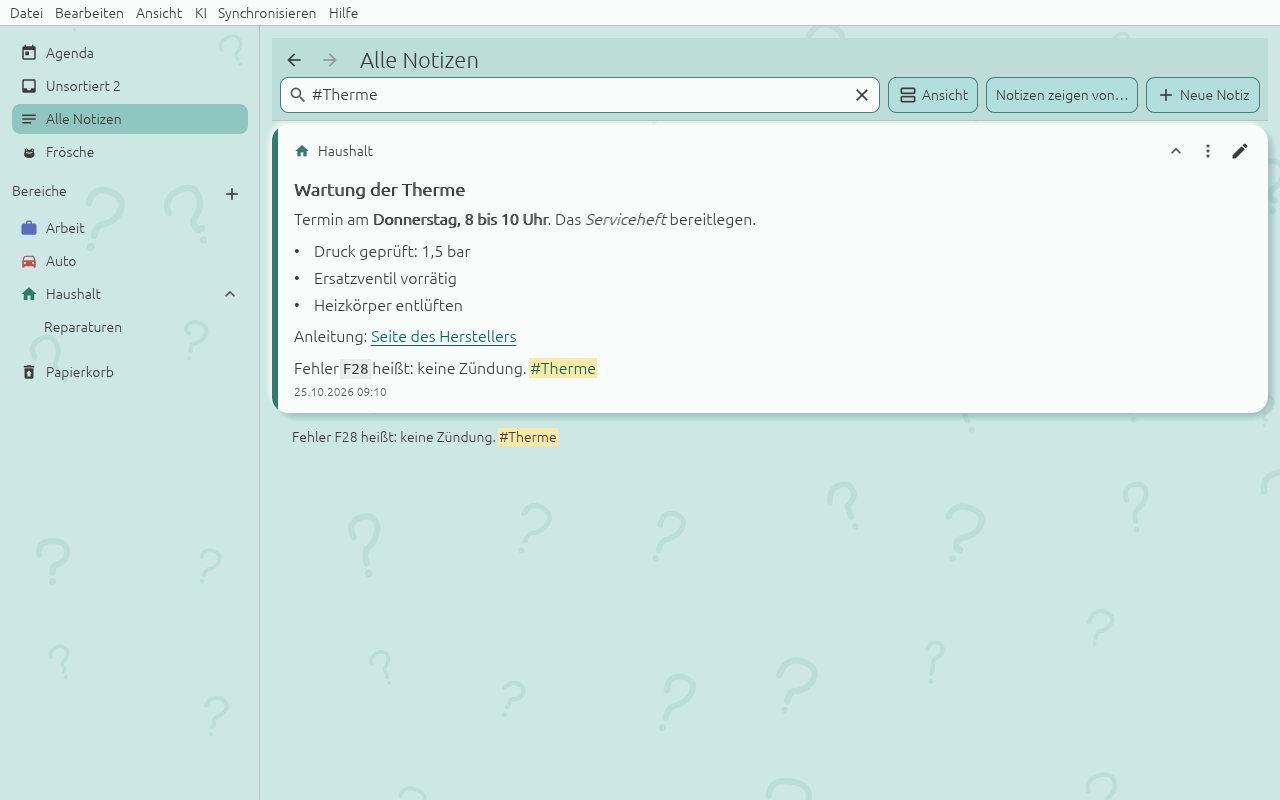 Datei Bearbeiten Ansicht KI Synchronisieren Hilfe
Agenda
Unsortiert 2
Alle Notizen
Frösche
Bereiche
Arbeit
Auto
Haushalt
Reparaturen
Papierkorb
Alle Notizen
#Therme
Ansicht
Notizen zeigen von...
Neue Notiz
Haushalt
Wartung der Therme
Termin am Donnerstag, 8 bis 10 Uhr. Das Serviceheft bereitlegen.
• Druck geprüft: 1,5 bar
• Ersatzventil vorrätig
• Heizkörper entlüften
Anleitung: Seite des Herstellers
Fehler F28 heißt: keine Zündung. #Therme
25.10.2026 09:10
Fehler F28 heißt: keine Zündung. #Therme